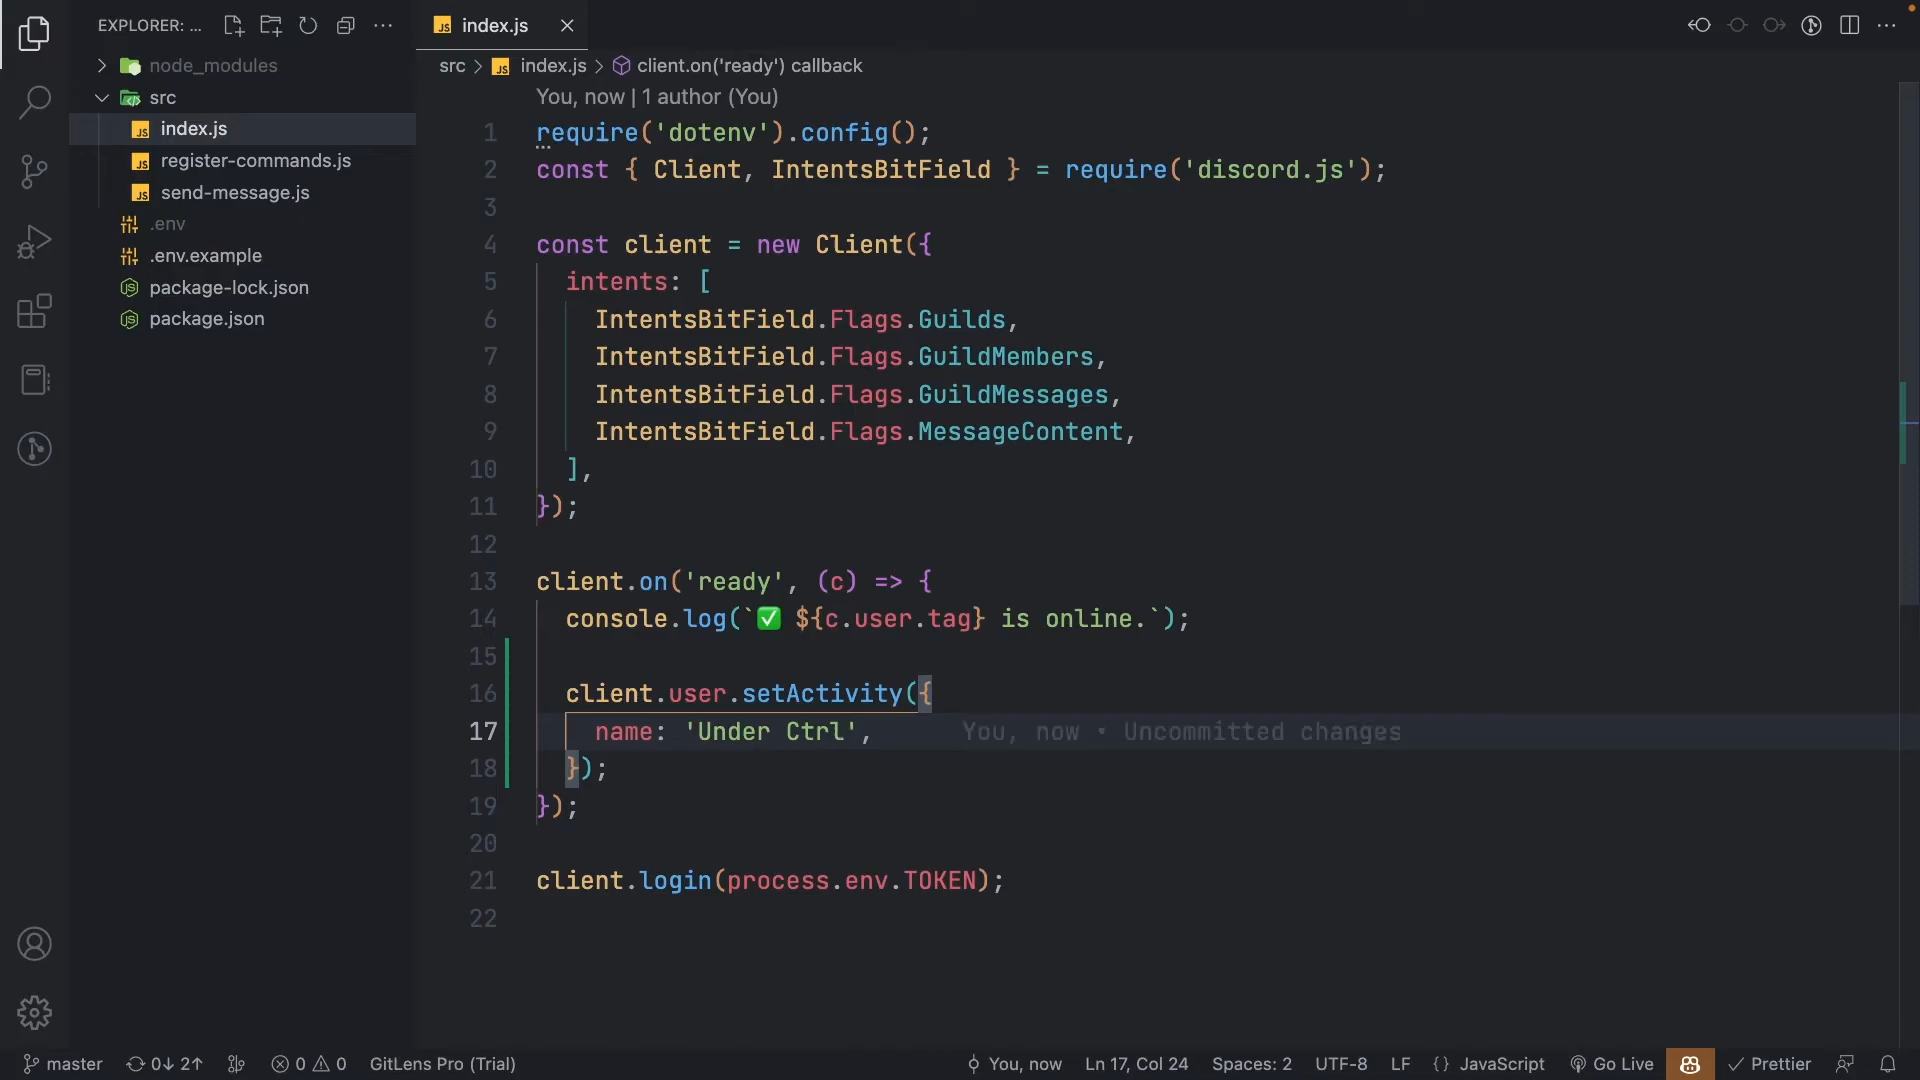 EXPLORER: ...
node_modules
src
index.js
register-commands.js
send-message.js
.env
.env.example
package-lock.json
package.json
index.js
src > index.js > client.on('ready') callback
You, now | 1 author (You)
1 require('dotenv').config();
2 const { Client, IntentsBitField } = require('discord.js');
3
4 const client = new Client({
5 intents: [
6 IntentsBitField.Flags.Guilds,
7 IntentsBitField.Flags.GuildMembers,
8 IntentsBitField.Flags.GuildMessages,
9 IntentsBitField.Flags.MessageContent,
10 ],
11 });
12
13 client.on('ready', (c) => {
14 console.log(`✅ ${c.user.tag} is online.`);
15
16 client.user.setActivity({
17 name: 'Under Ctrl', You, now • Uncommitted changes
18 });
19 });
20
21 client.login(process.env.TOKEN);
22
master 0↓ 2↑ 0 0 GitLens Pro (Trial) You, now Ln 17, Col 24 Spaces: 2 UTF-8 LF {} JavaScript Go Live Prettier